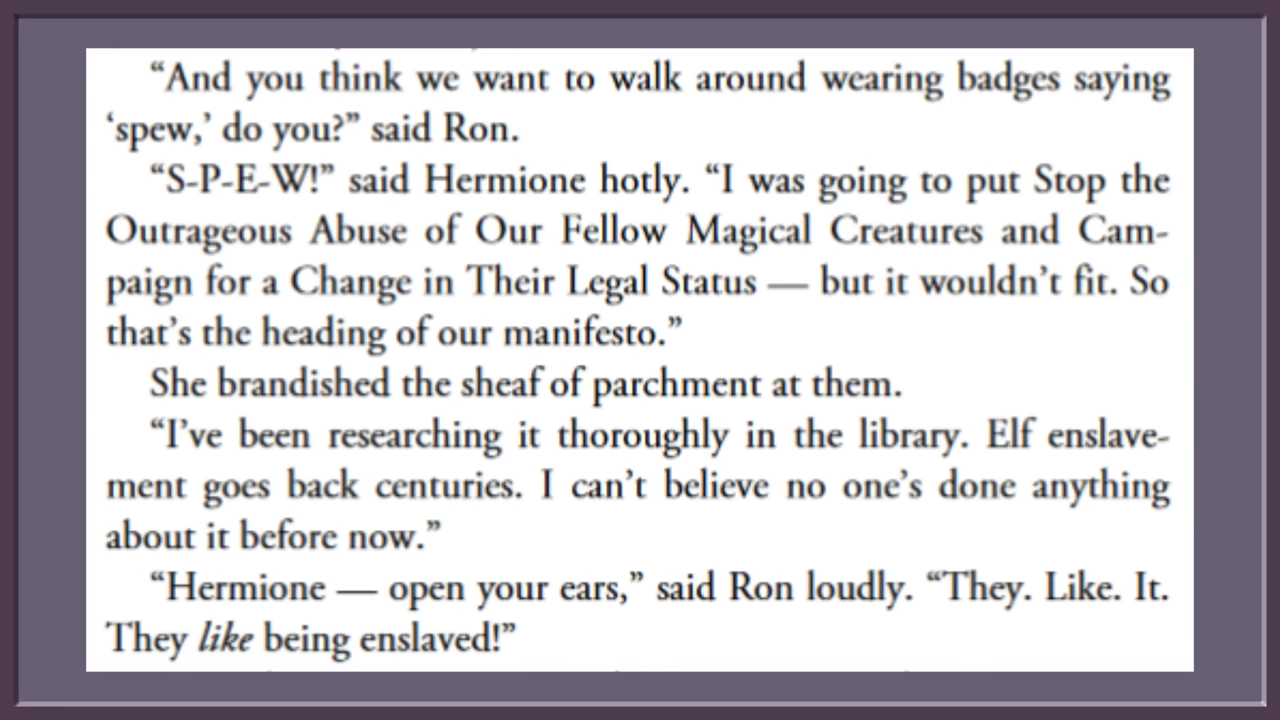 “And you think we want to walk around wearing badges saying
‘spew,’ do you?” said Ron.
“S-P-E-W!” said Hermione hotly. “I was going to put Stop the
Outrageous Abuse of Our Fellow Magical Creatures and Cam-
paign for a Change in Their Legal Status — but it wouldn’t fit. So
that’s the heading of our manifesto.”
She brandished the sheaf of parchment at them.
“I’ve been researching it thoroughly in the library. Elf enslave-
ment goes back centuries. I can’t believe no one’s done anything
about it before now.”
“Hermione — open your ears,” said Ron loudly. “They. Like. It.
They like being enslaved!”